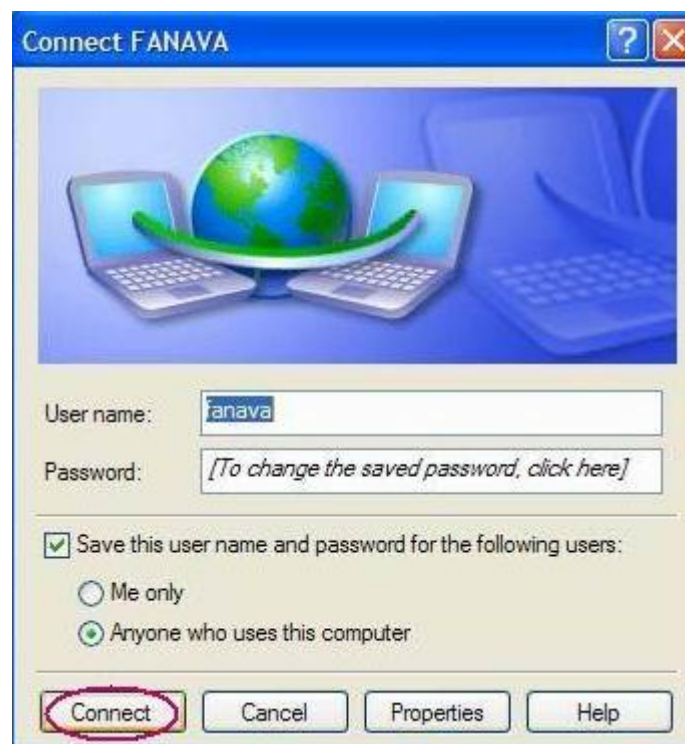 Connect FANAVA
User name: fanava
Password: [To change the saved password, click here]
Save this user name and password for the following users:
Me only
Anyone who uses this computer
Connect Cancel Properties Help